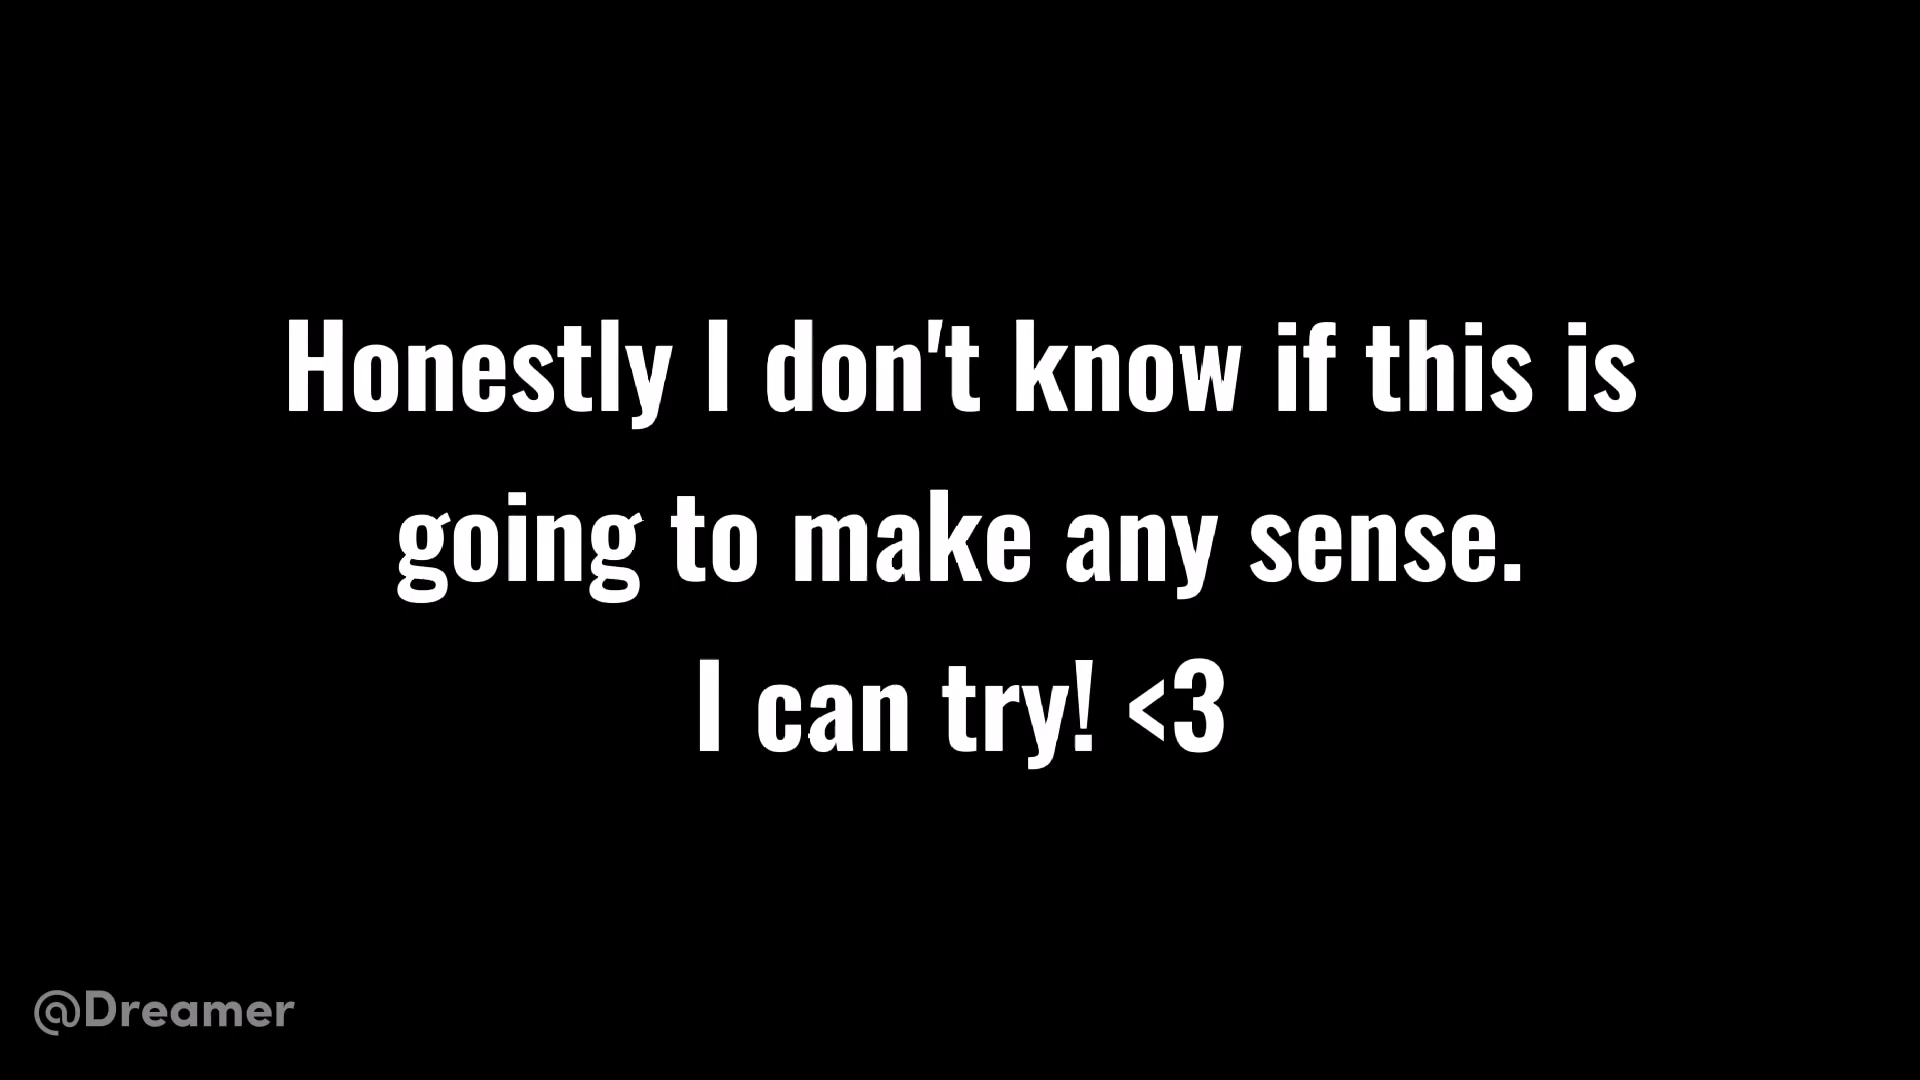 Honestly I don't know if this is
going to make any sense.
I can try! <3
@Dreamer